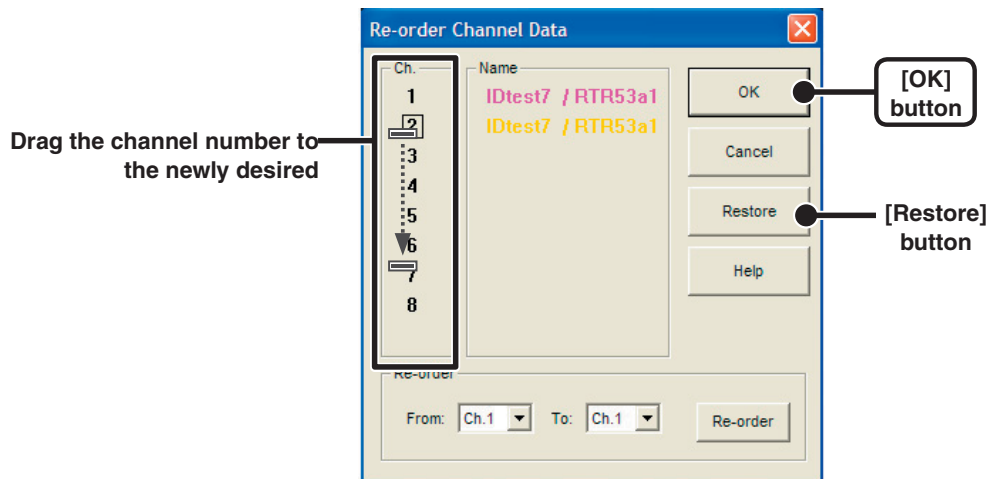 Re-order Channel Data
Ch.
Name
1
IDtest7 / RTR53a1
2
IDtest7 / RTR53a1
3
4
5
6
7
8
OK
Cancel
Restore
Help
Re-order
From:
Ch.1
To:
Ch.1
Re-order
Drag the channel number to
the newly desired
[OK]
button
[Restore]
button